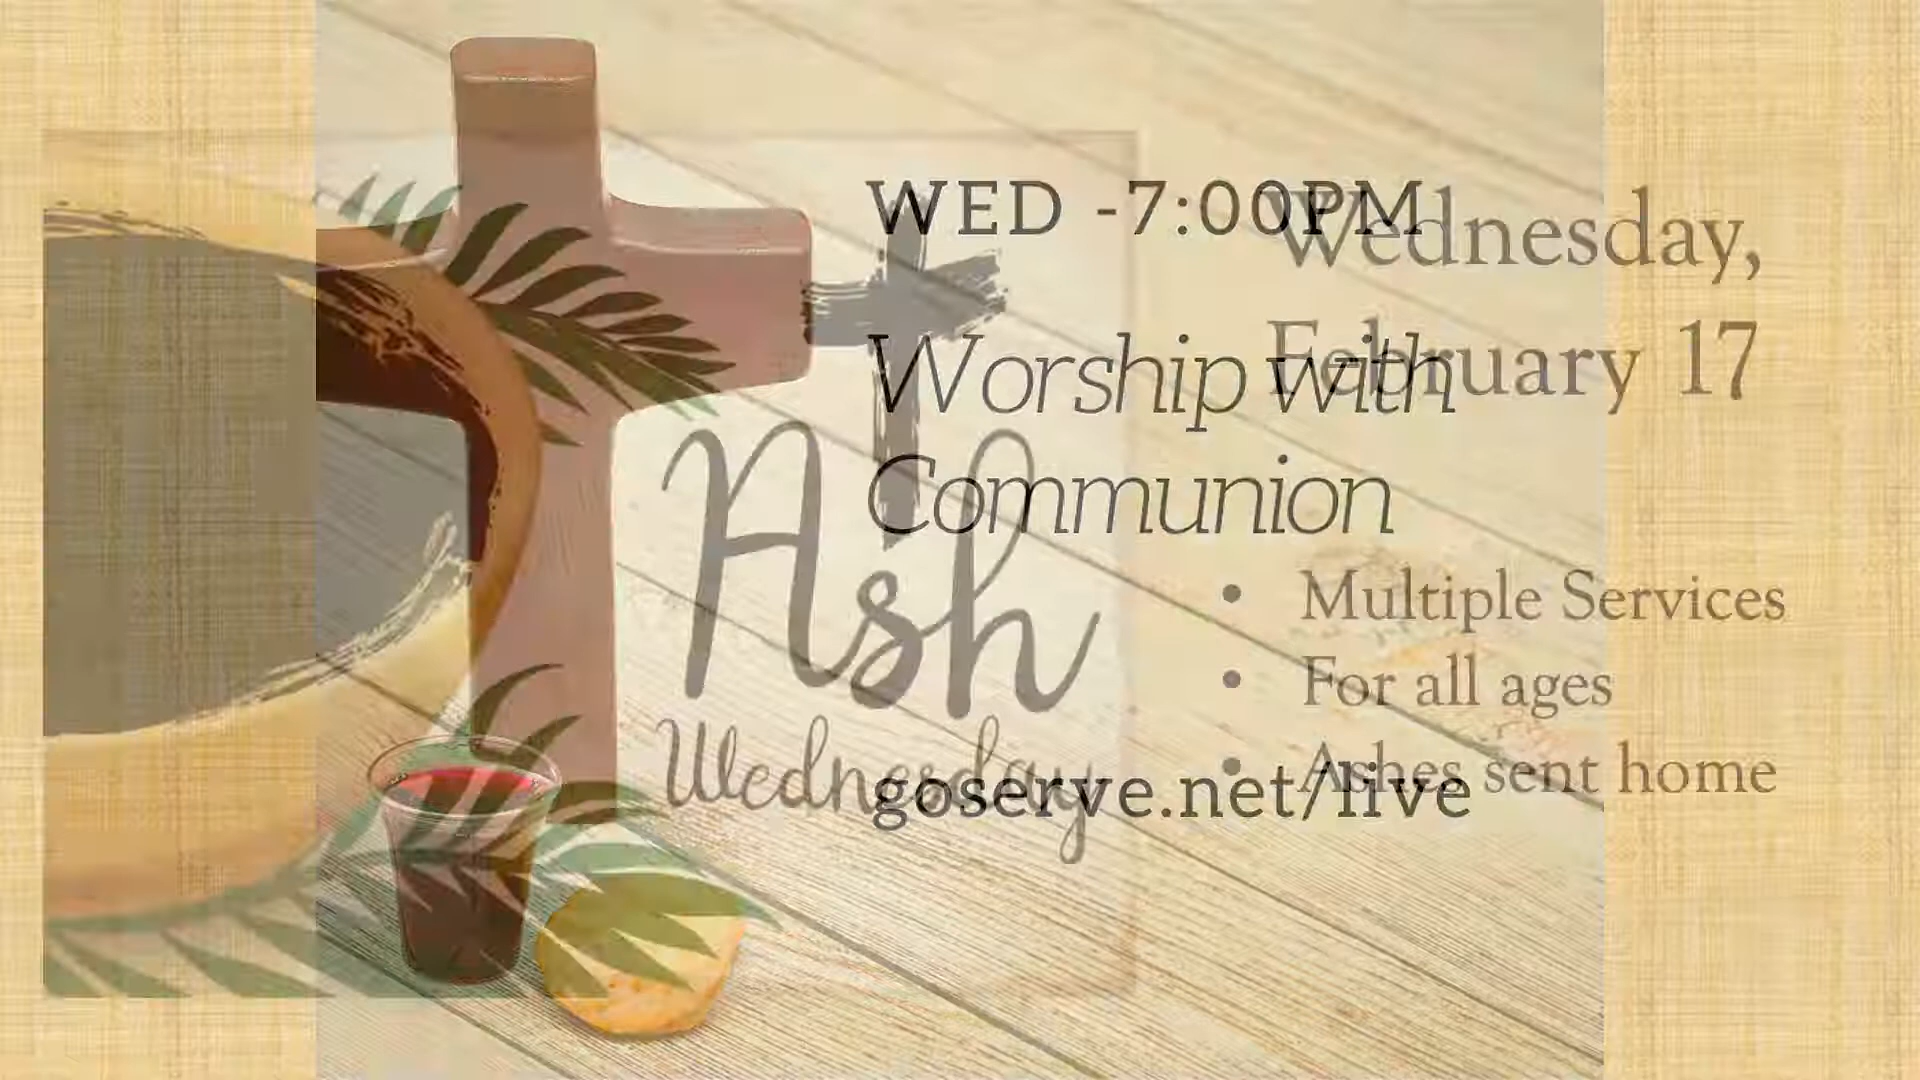 WED -7:00PM
Worship with
Communion
goserve.net/live
Ash
Wednesday
Wednesday,
February 17
• Multiple Services
• For all ages
• Ashes sent home